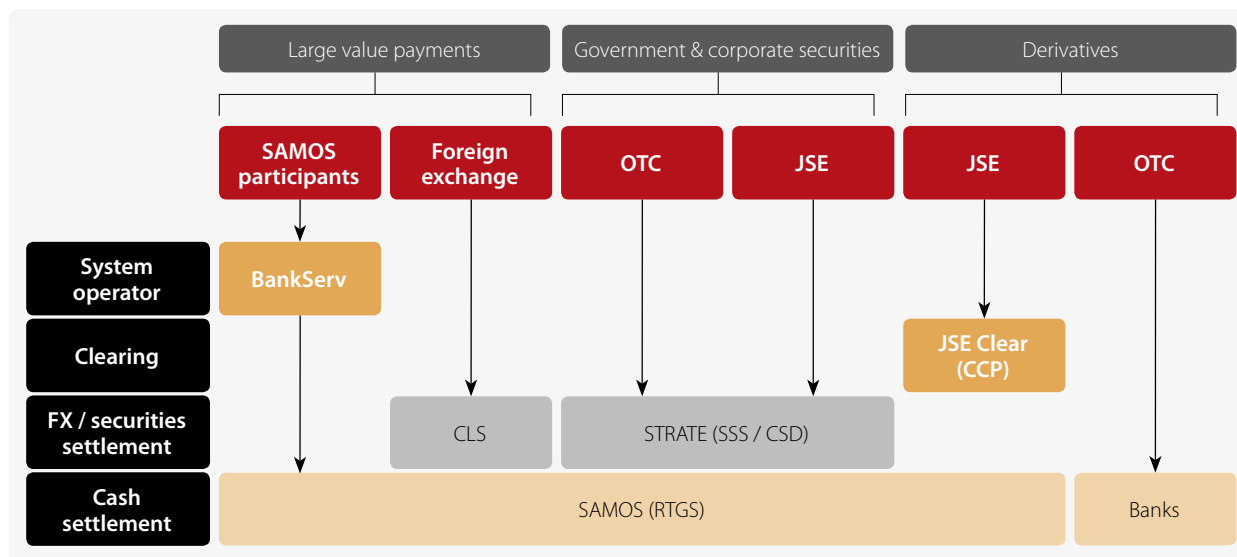 Large value payments
Government & corporate securities
Derivatives
SAMOS
participants
Foreign
exchange
OTC
JSE
JSE
OTC
System
operator
BankServ
Clearing
JSE Clear
(CCP)
FX / securities
settlement
CLS
STRATE (SSS / CSD)
Cash
settlement
SAMOS (RTGS)
Banks